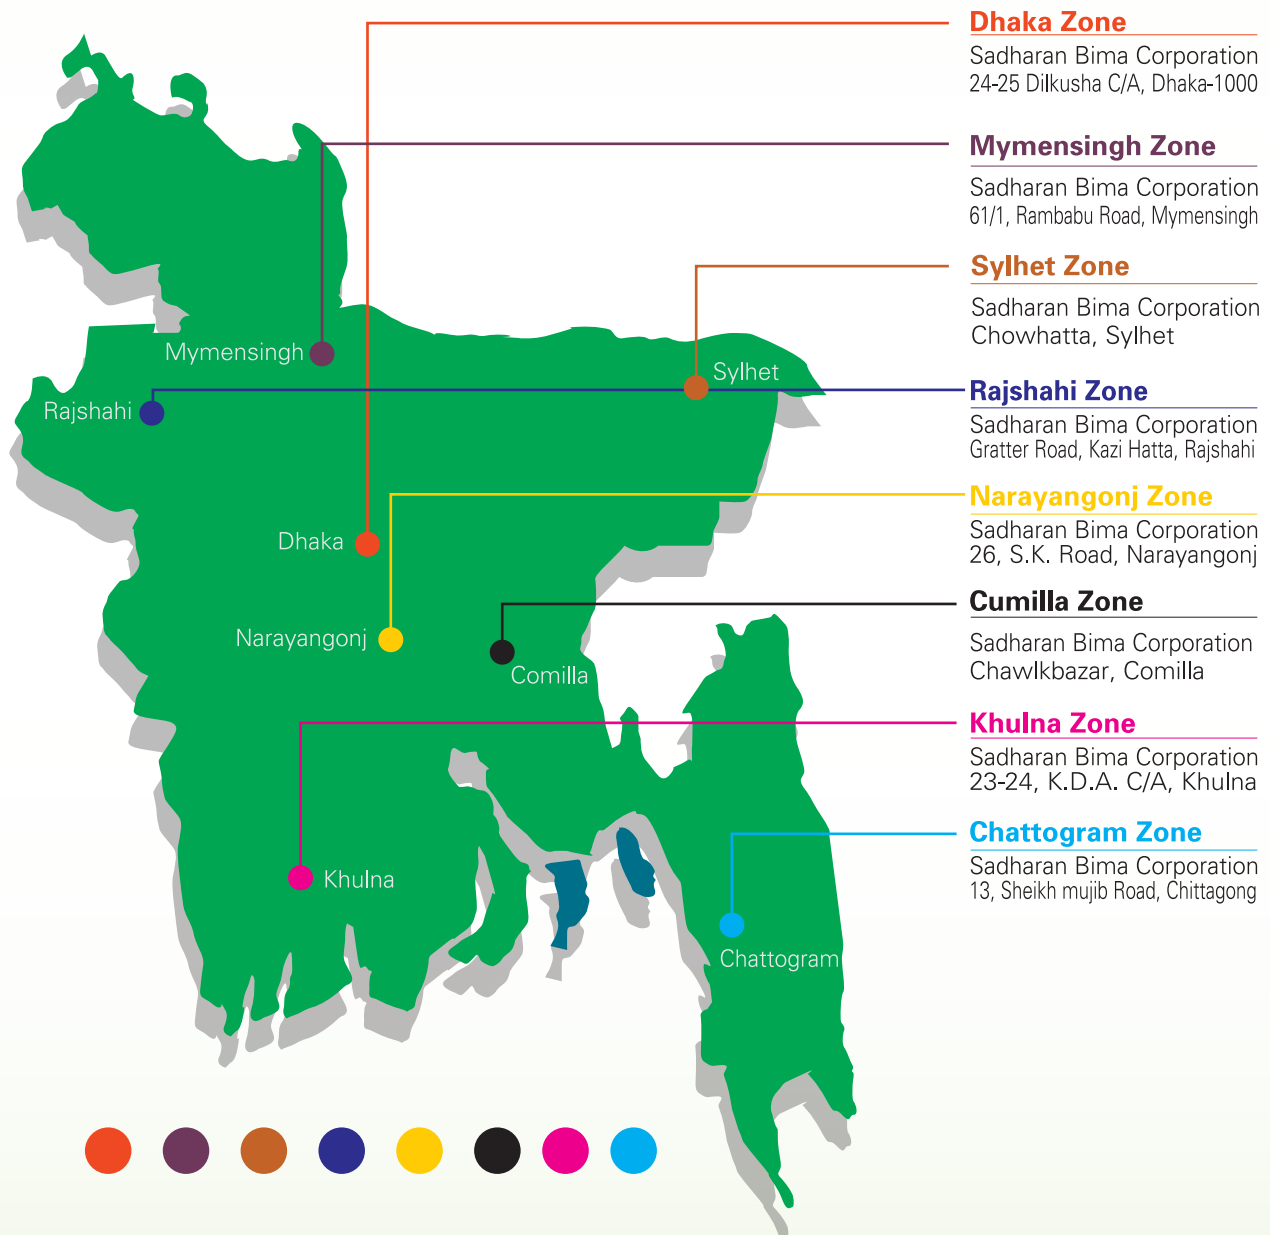 Dhaka Zone
Sadharan Bima Corporation
24-25 Dilkusha C/A, Dhaka-1000
Mymensingh Zone
Sadharan Bima Corporation
61/1, Rambabu Road, Mymensingh
Sylhet Zone
Sadharan Bima Corporation
Chowhatta, Sylhet
Rajshahi Zone
Sadharan Bima Corporation
Gratter Road, Kazi Hatta, Rajshahi
Narayangonj Zone
Sadharan Bima Corporation
26, S.K. Road, Narayangonj
Cumilla Zone
Sadharan Bima Corporation
Chawlkbazar, Comilla
Khulna Zone
Sadharan Bima Corporation
23-24, K.D.A. C/A, Khulna
Chattogram Zone
Sadharan Bima Corporation
13, Sheikh mujib Road, Chittagong
Mymensingh
Sylhet
Rajshahi
Dhaka
Narayangonj
Comilla
Khulna
Chattogram